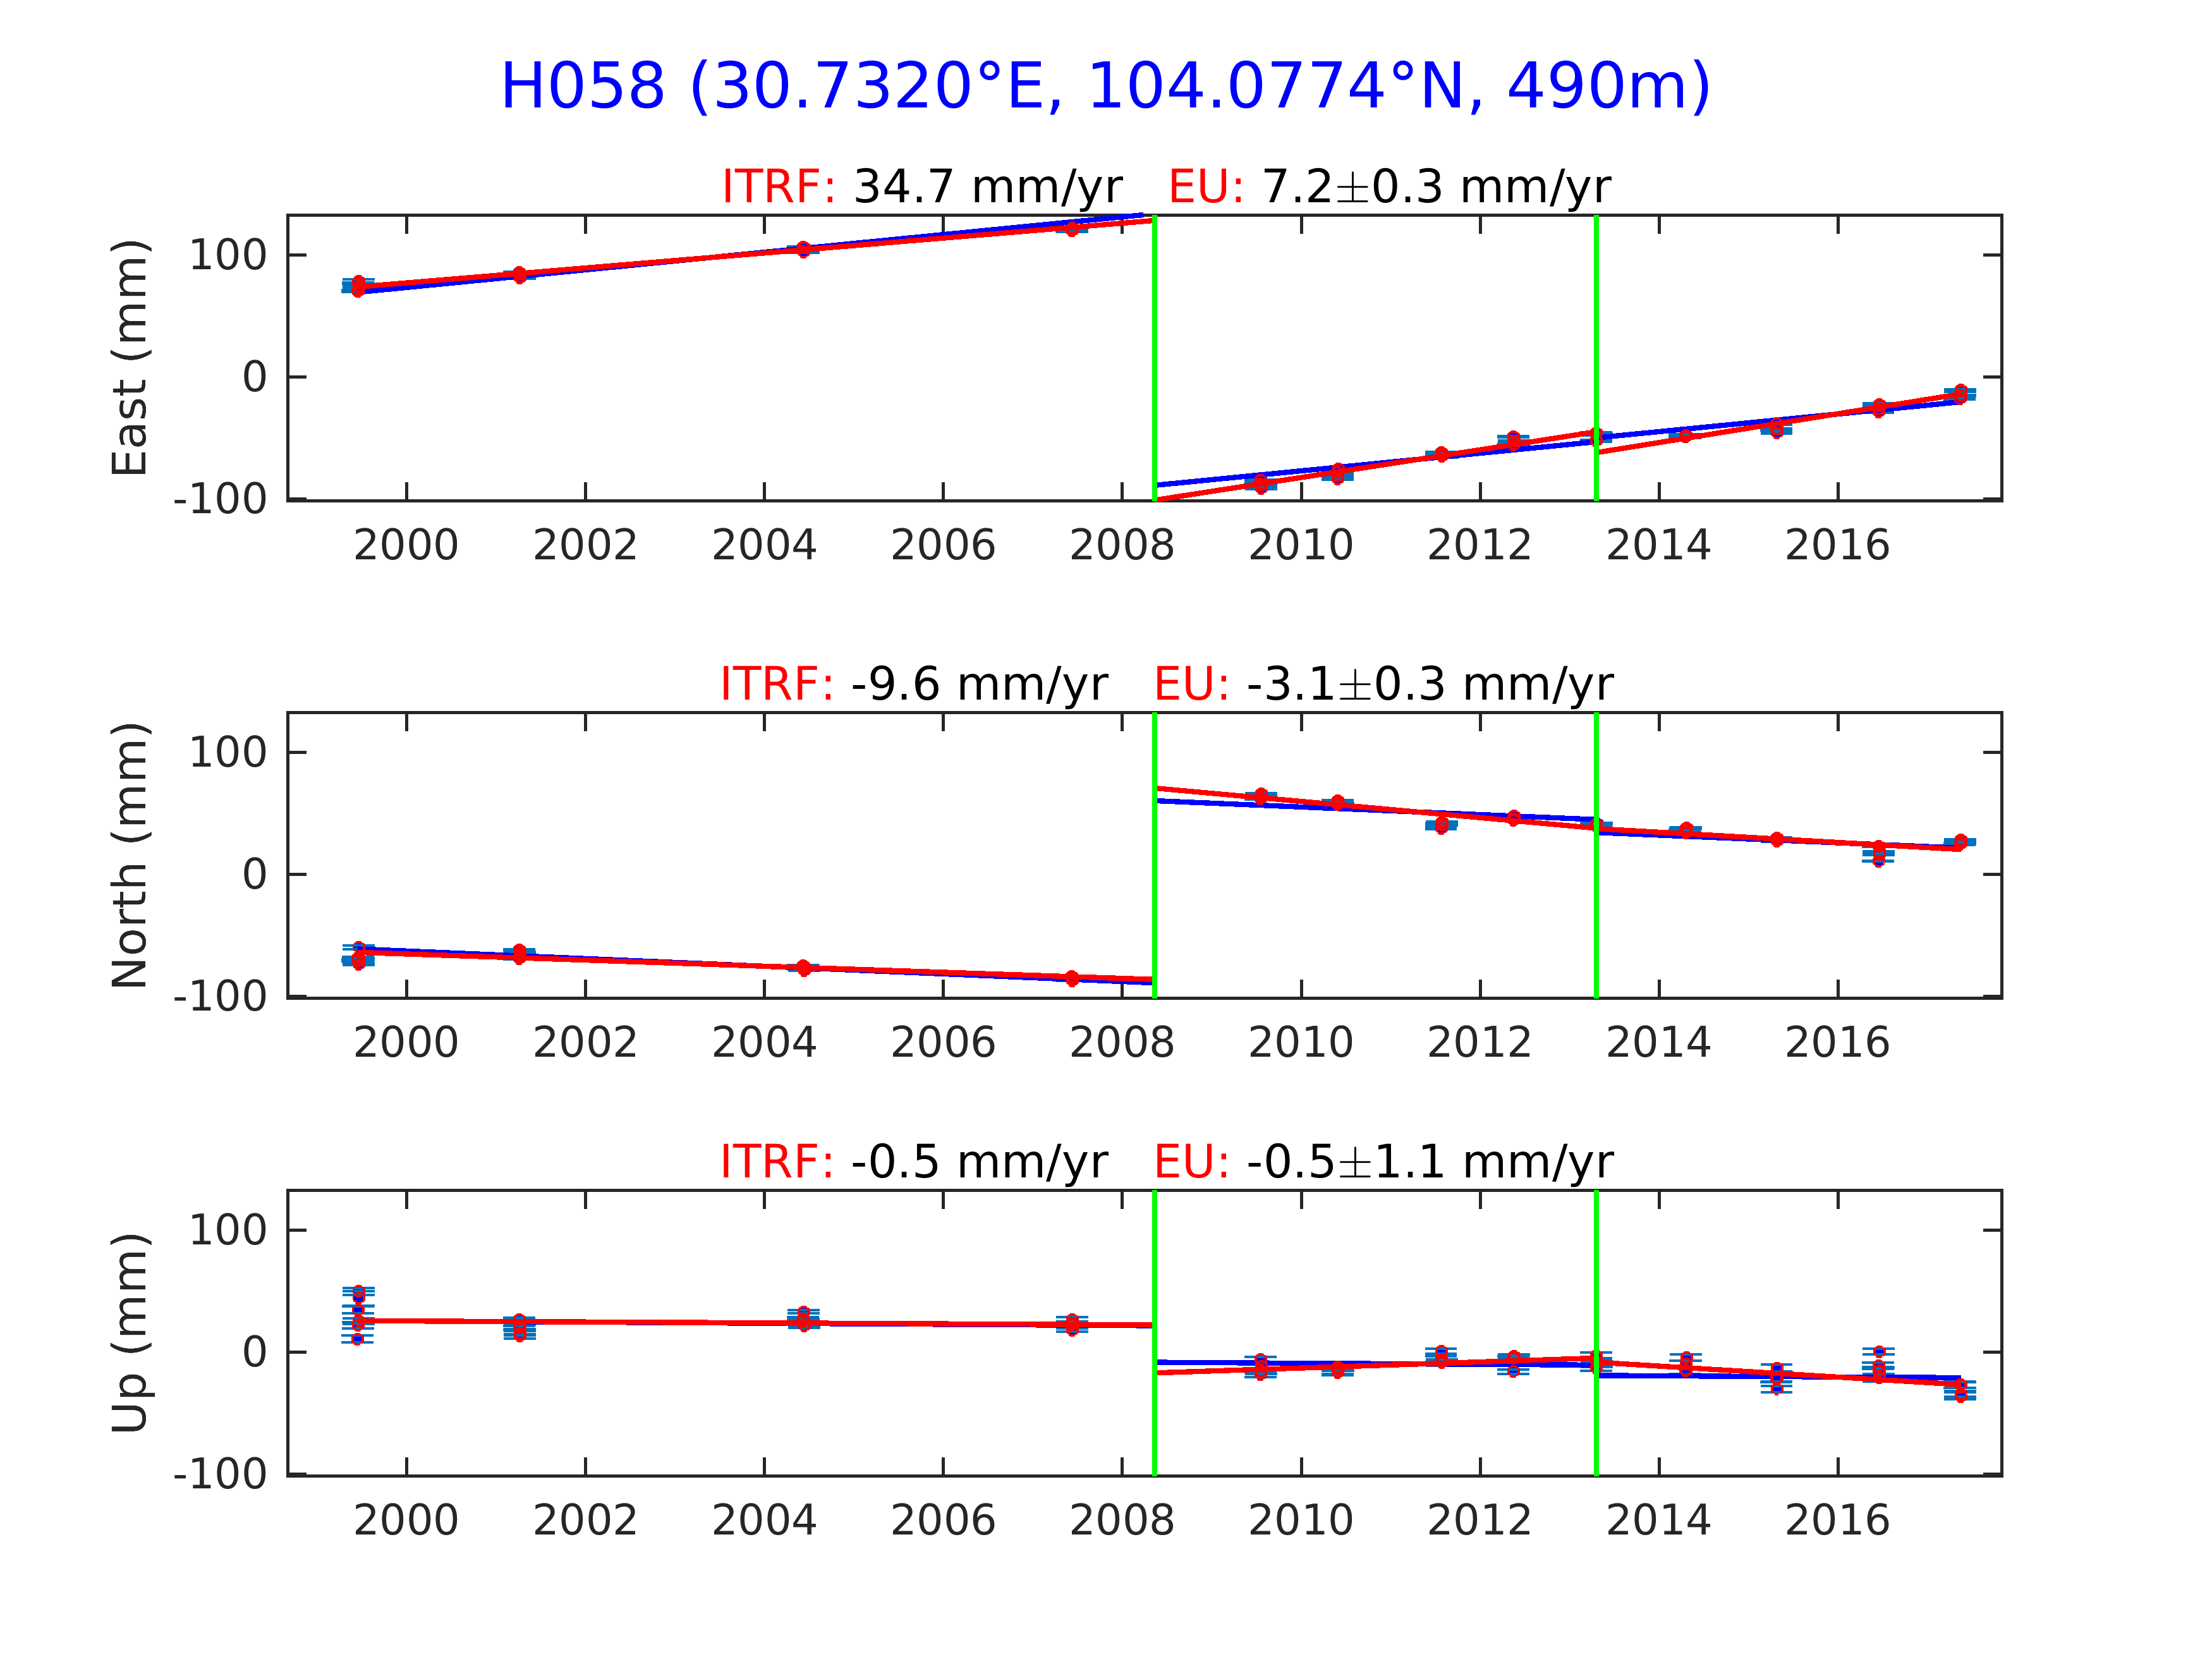 H058 (30.7320°E, 104.0774°N, 490m)
ITRF: 34.7 mm/yr EU: 7.2±0.3 mm/yr
East (mm)
100
0
-100
2000 2002 2004 2006 2008 2010 2012 2014 2016
ITRF: -9.6 mm/yr EU: -3.1±0.3 mm/yr
North (mm)
100
0
-100
2000 2002 2004 2006 2008 2010 2012 2014 2016
ITRF: -0.5 mm/yr EU: -0.5±1.1 mm/yr
Up (mm)
100
0
-100
2000 2002 2004 2006 2008 2010 2012 2014 2016